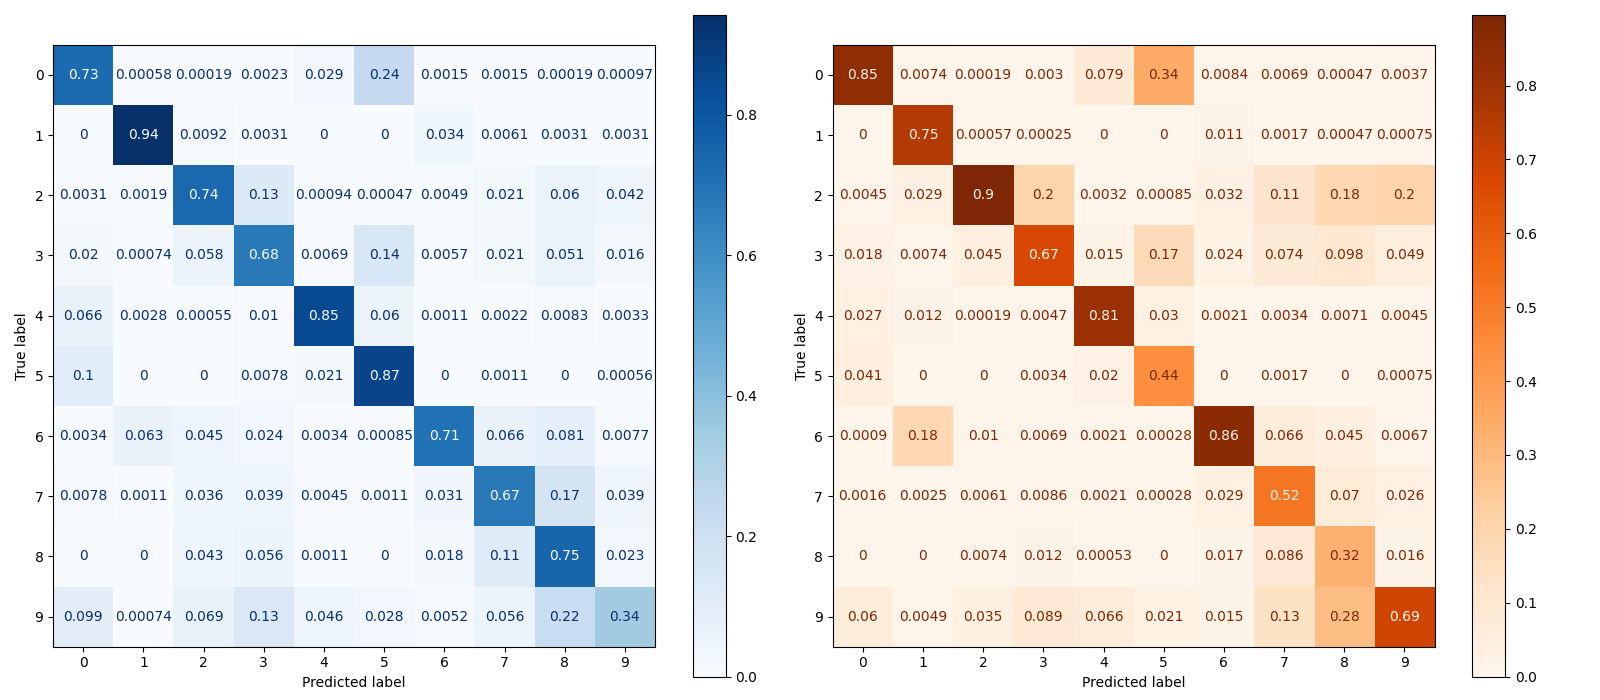 0 0.73 0.00058 0.00019 0.0023 0.029 0.24 0.0015 0.0015 0.00019 0.00097
1 0 0.94 0.0092 0.0031 0 0 0.034 0.0061 0.0031 0.0031
2 0.0031 0.0019 0.74 0.13 0.00094 0.00047 0.0049 0.021 0.06 0.042
3 0.02 0.00074 0.058 0.68 0.0069 0.14 0.0057 0.021 0.051 0.016
4 0.066 0.0028 0.00055 0.01 0.85 0.06 0.0011 0.0022 0.0083 0.0033
5 0.1 0 0 0.0078 0.021 0.87 0 0.0011 0 0.00056
6 0.0034 0.063 0.045 0.024 0.0034 0.00085 0.71 0.066 0.081 0.0077
7 0.0078 0.0011 0.036 0.039 0.0045 0.0011 0.031 0.67 0.17 0.039
8 0 0 0.043 0.056 0.0011 0 0.018 0.11 0.75 0.023
9 0.099 0.00074 0.069 0.13 0.046 0.028 0.0052 0.056 0.22 0.34
0 1 2 3 4 5 6 7 8 9
Predicted label
True label
0.8
0.6
0.4
0.2
0.0
0 0.85 0.0074 0.00019 0.003 0.079 0.34 0.0084 0.0069 0.00047 0.0037
1 0 0.75 0.00057 0.00025 0 0 0.011 0.0017 0.00047 0.00075
2 0.0045 0.029 0.9 0.2 0.0032 0.00085 0.032 0.11 0.18 0.2
3 0.018 0.0074 0.045 0.67 0.015 0.17 0.024 0.074 0.098 0.049
4 0.027 0.012 0.00019 0.0047 0.81 0.03 0.0021 0.0034 0.0071 0.0045
5 0.041 0 0 0.0034 0.02 0.44 0 0.0017 0 0.00075
6 0.0009 0.18 0.01 0.0069 0.0021 0.00028 0.86 0.066 0.045 0.0067
7 0.0016 0.0025 0.0061 0.0086 0.0021 0.00028 0.029 0.52 0.07 0.026
8 0 0 0.0074 0.012 0.00053 0 0.017 0.086 0.32 0.016
9 0.06 0.0049 0.035 0.089 0.066 0.021 0.015 0.13 0.28 0.69
0 1 2 3 4 5 6 7 8 9
Predicted label
True label
0.8
0.7
0.6
0.5
0.4
0.3
0.2
0.1
0.0